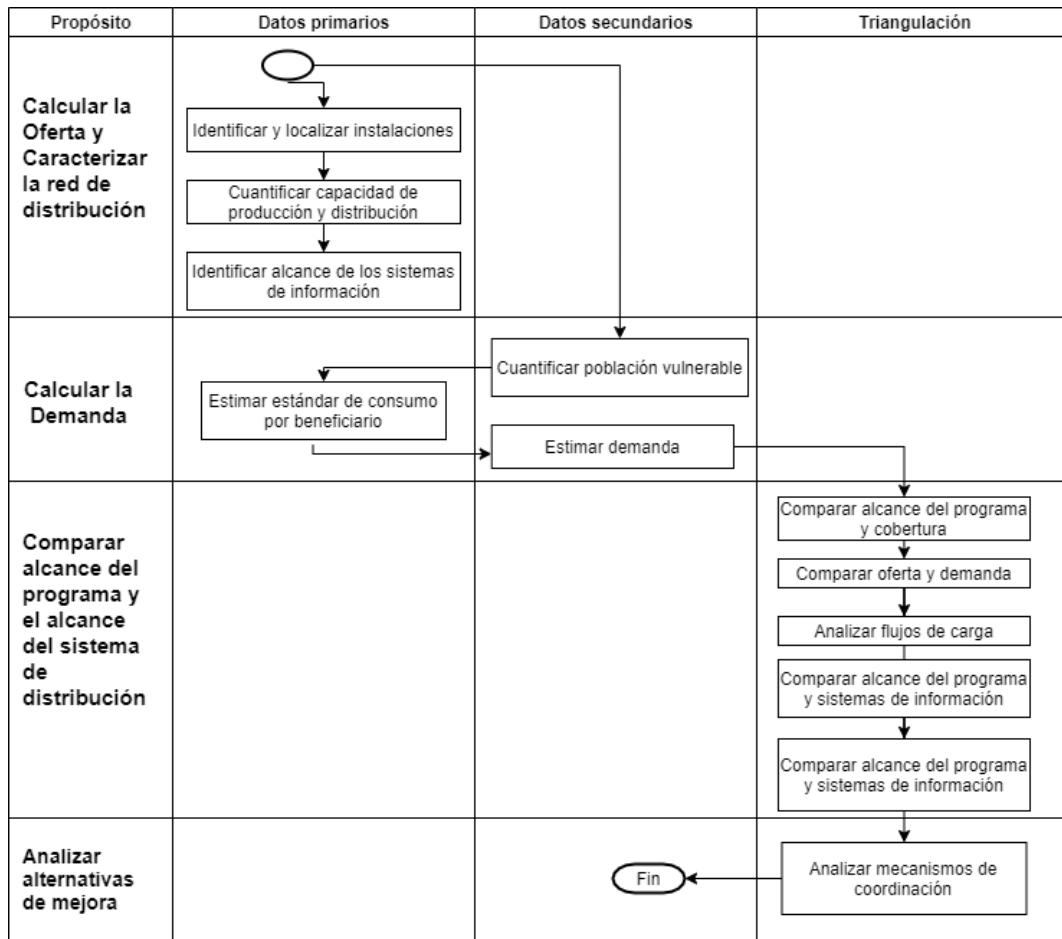 Propósito
Datos primarios
Datos secundarios
Triangulación
Calcular la
Oferta y
Caracterizar
la red de
distribución
Identificar y localizar instalaciones
Cuantificar capacidad de
producción y distribución
Identificar alcance de los sistemas
de información
Calcular la
Demanda
Cuantificar población vulnerable
Estimar estándar de consumo
por beneficiario
Estimar demanda
Comparar
alcance del
programa y
el alcance
del sistema
de
distribución
Comparar alcance del programa
y cobertura
Comparar oferta y demanda
Analizar flujos de carga
Comparar alcance del programa
y sistemas de información
Comparar alcance del programa
y sistemas de información
Analizar
alternativas
de mejora
Analizar mecanismos de
coordinación
Fin